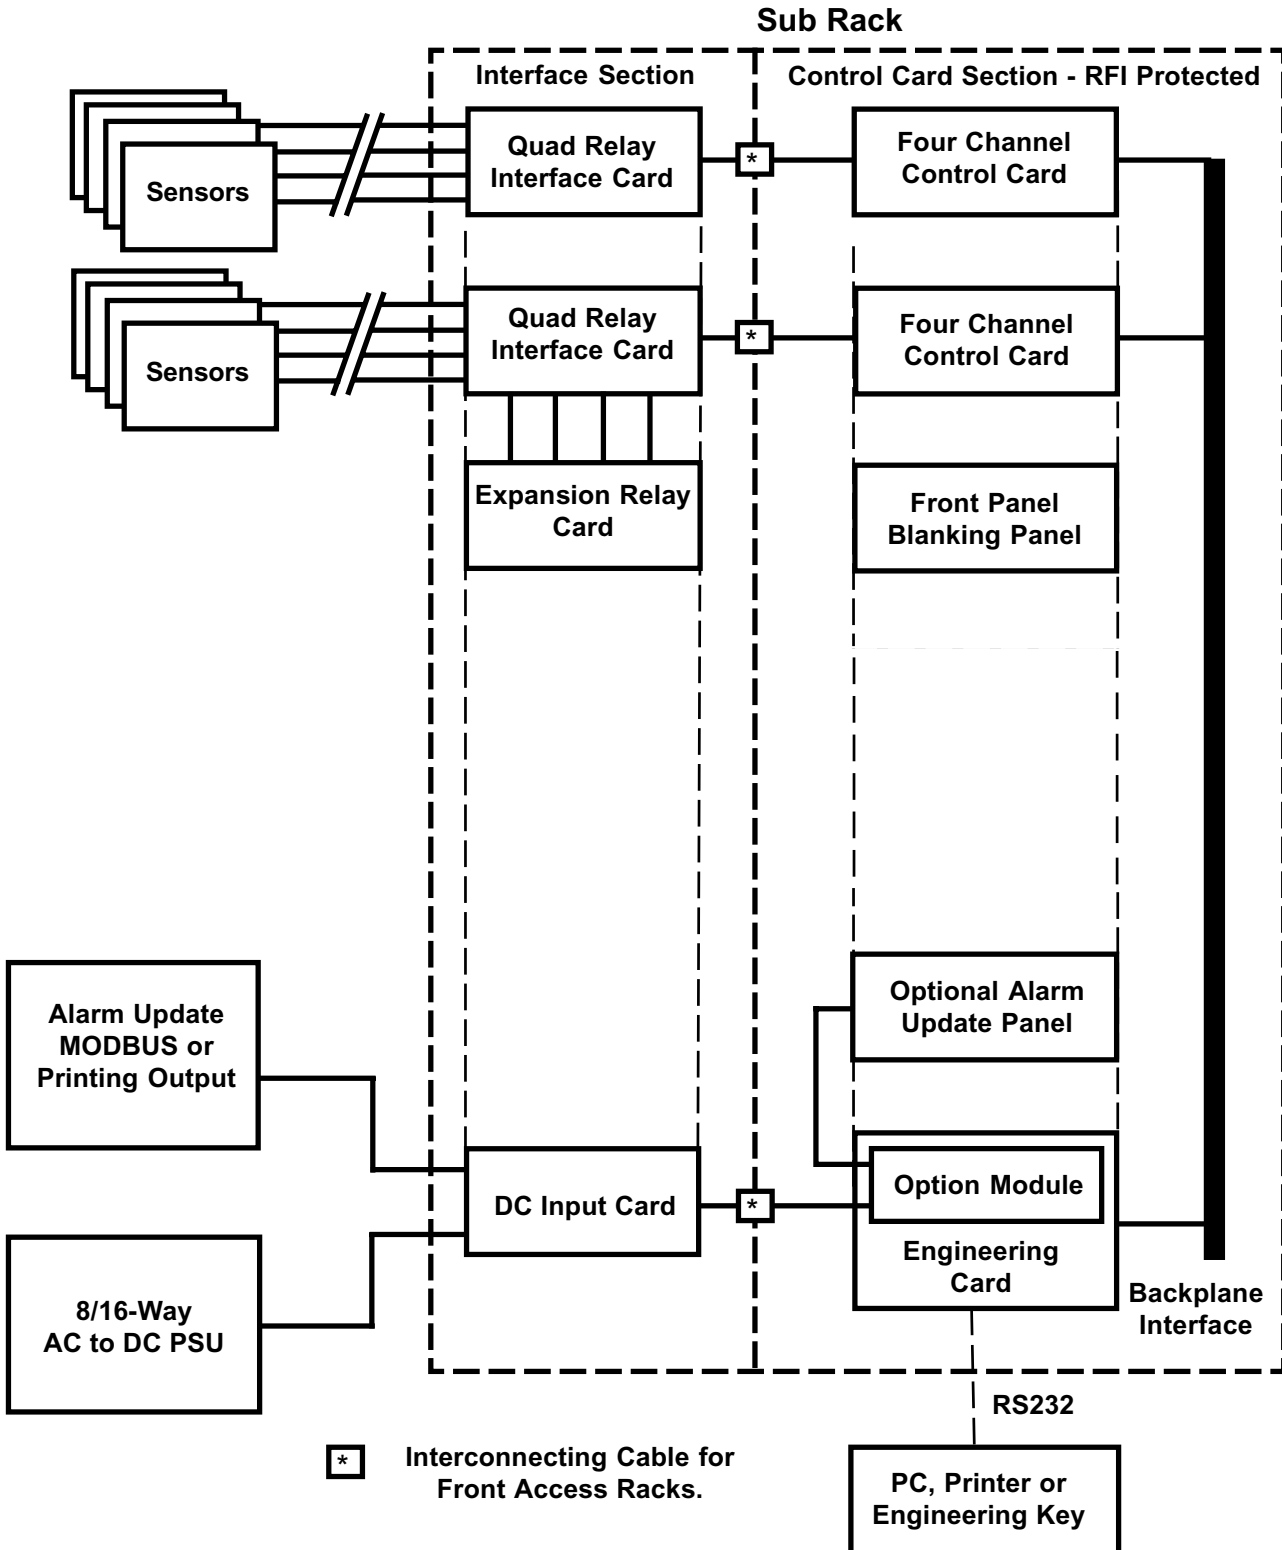 Sub Rack
Interface Section
Control Card Section - RFI Protected
Sensors
Quad Relay
Interface Card
*
Four Channel
Control Card
Sensors
Quad Relay
Interface Card
*
Four Channel
Control Card
Expansion Relay
Card
Front Panel
Blanking Panel
Alarm Update
MODBUS or
Printing Output
Optional Alarm
Update Panel
DC Input Card
*
Option Module
Engineering
Card
8/16-Way
AC to DC PSU
Backplane
Interface
RS232
*
Interconnecting Cable for
Front Access Racks.
PC, Printer or
Engineering Key